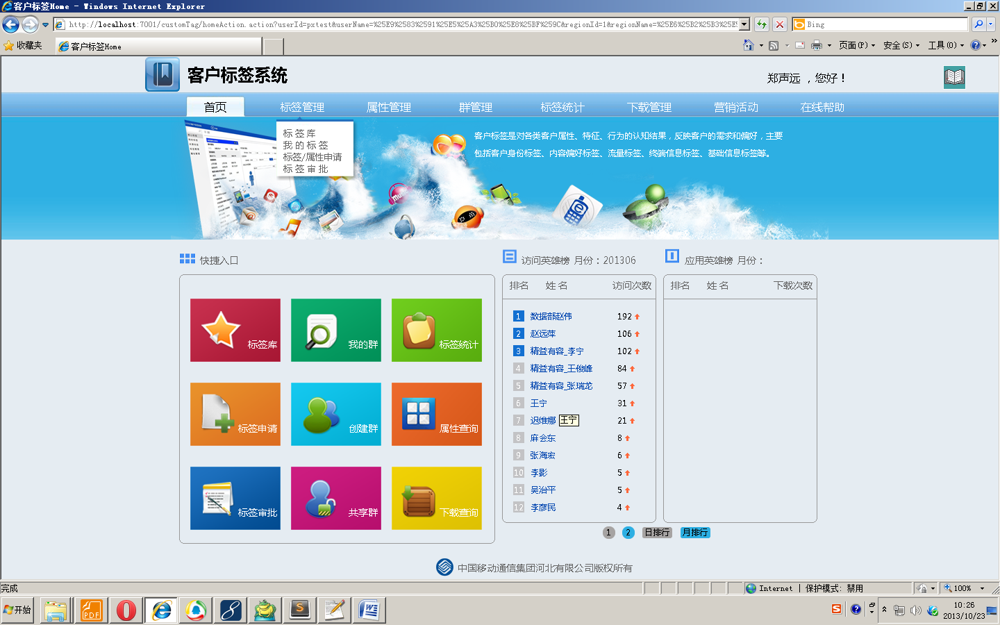 客户标签Home - Windows Internet Explorer
http://localhost:7001/customTag/homeAction.action?userId=pxtest&userName=%25E9%2583%2591%25E5%25A3%25B0%25E8%25BF%259C&regionId=1&regionName=%25E6%25B2%25B3%25E5
Bing
收藏夹
客户标签Home
页面(P)
安全(S)
工具(O)
客户标签系统
郑声远 ，您好！
首页 标签管理 属性管理 群管理 标签统计 下载管理 营销活动 在线帮助
标 签 库
我 的 标 签
标签/属性申请
标 签 审 批
客户标签是对各类客户属性、特征、行为的认知结果，反映客户的需求和偏好，主要
包括客户身份标签、内容偏好标签、流量标签、终端信息标签、基础信息标签等。
快捷入口
标签库 我的群 标签统计
标签申请 创建群 属性查询
标签审批 共享群 下载查询
访问英雄榜 月份：201306
排名 姓 名 访问次数
1 数据部赵伟 192
2 赵远萍 106
3 精益有容_李宁 102
4 精益有容_王俊峰 84
5 精益有容_张瑞龙 57
6 王宁 31
7 迟维娜 21
王宁
8 麻会东 8
9 张海宏 6
10 李影 5
11 吴治平 5
12 李彦民 4
应用英雄榜 月份：
排名 姓 名 下载次数
1 2 日排行 月排行
中国移动通信集团河北有限公司版权所有
完成
Internet | 保护模式: 禁用
100%
开始
PDF
10:26
2013/10/23